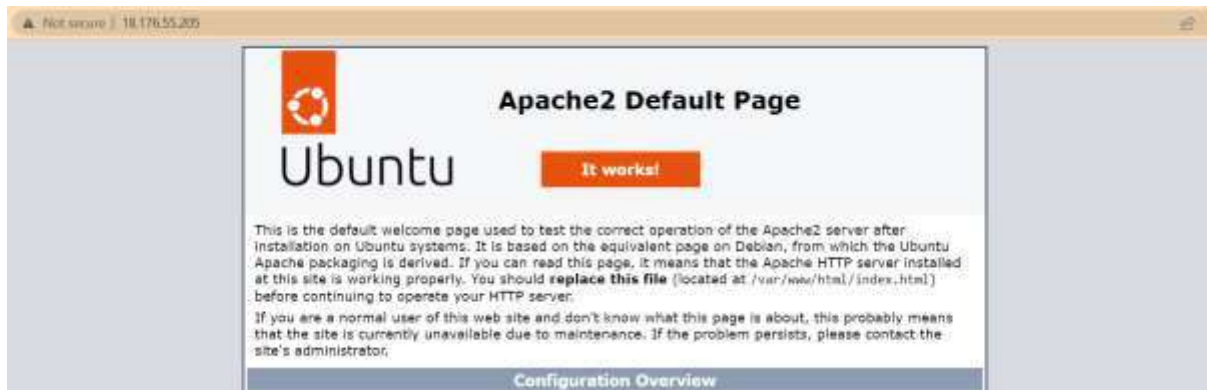 Not secure | 18.176.55.205
Apache2 Default Page
Ubuntu
It works!
This is the default welcome page used to test the correct operation of the Apache2 server after
installation on Ubuntu systems. It is based on the equivalent page on Debian, from which the Ubuntu
Apache packaging is derived. If you can read this page, it means that the Apache HTTP server installed
at this site is working properly. You should replace this file (located at /var/www/html/index.html)
before continuing to operate your HTTP server.
If you are a normal user of this web site and don't know what this page is about, this probably means
that the site is currently unavailable due to maintenance. If the problem persists, please contact the
site's administrator.
Configuration Overview